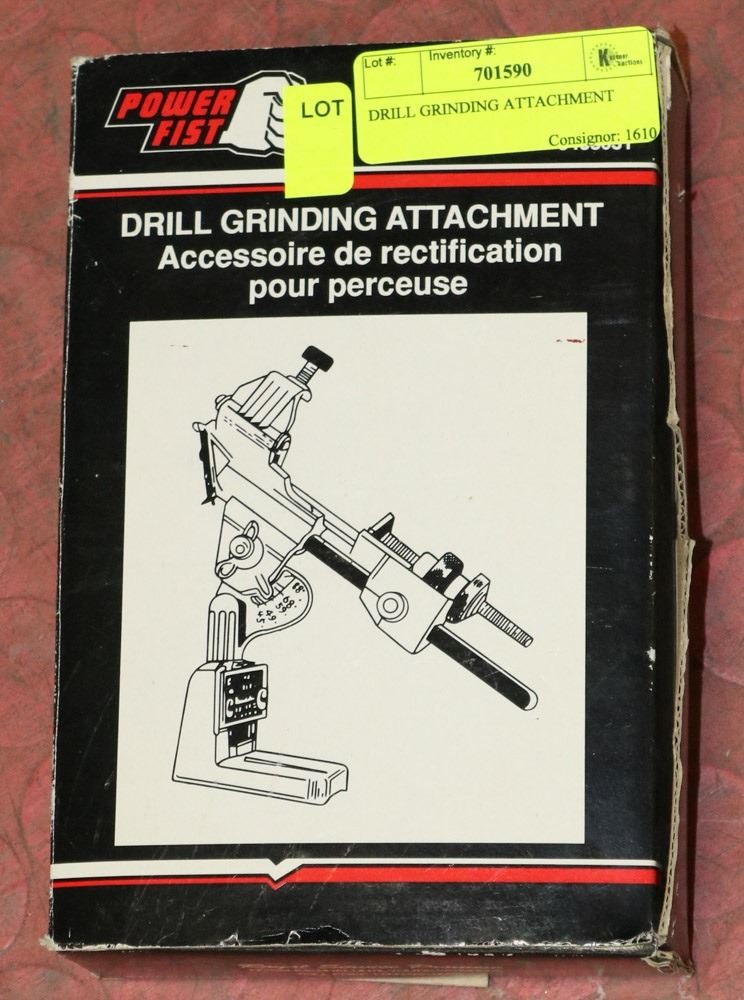 POWER
FIST
LOT
Lot #:
Inventory #:
701590
DRILL GRINDING ATTACHMENT
Consignor: 1610
DRILL GRINDING ATTACHMENT
Accessoire de rectification
pour perceuse